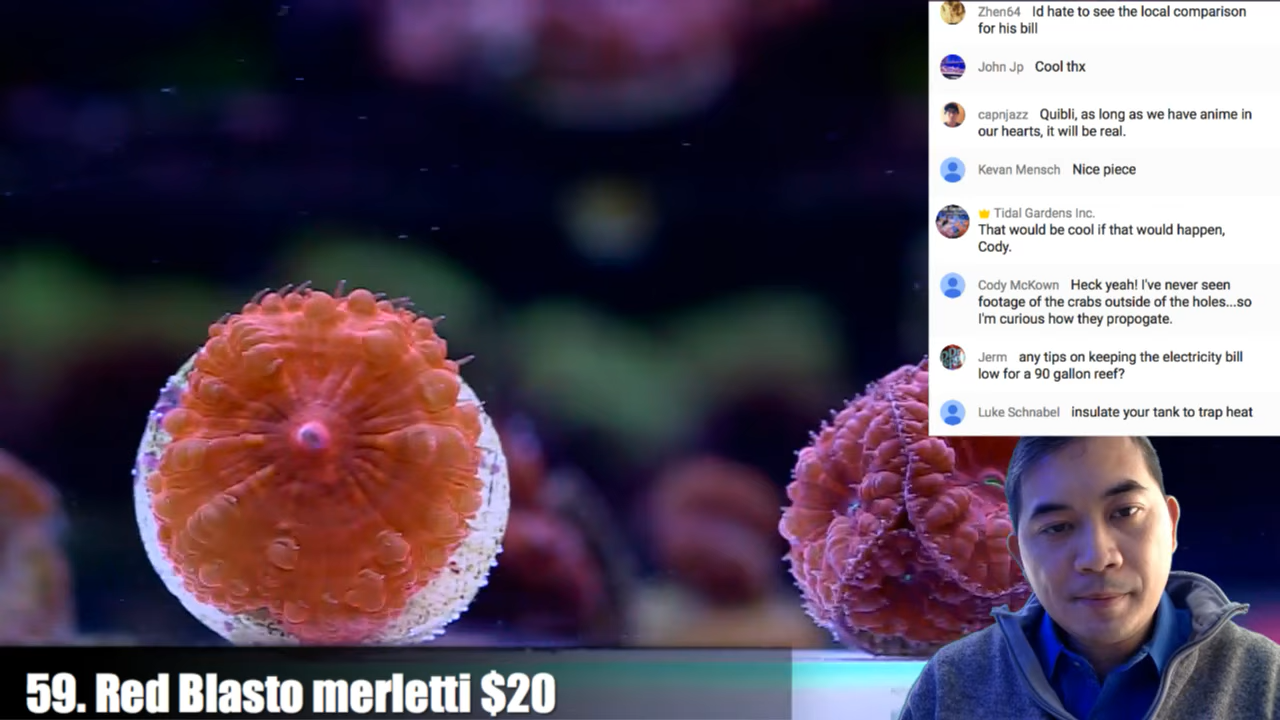 Zhen64 Id hate to see the local comparison
for his bill
John Jp Cool thx
capnjazz Quibli, as long as we have anime in
our hearts, it will be real.
Kevan Mensch Nice piece
Tidal Gardens Inc.
That would be cool if that would happen,
Cody.
Cody McKown Heck yeah! I've never seen
footage of the crabs outside of the holes...so
I'm curious how they propogate.
Jerm any tips on keeping the electricity bill
low for a 90 gallon reef?
Luke Schnabel insulate your tank to trap heat
59. Red Blasto merletti $20